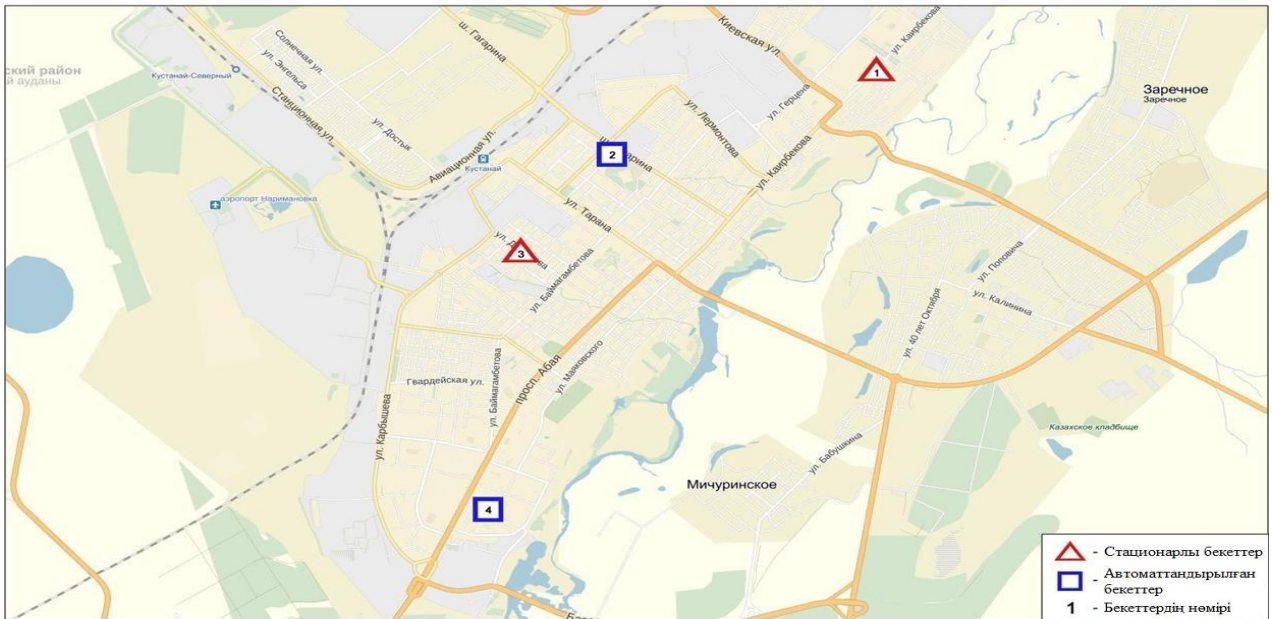 ский район
й ауданы
Кустанай-Северный
Солнечная ул.
ул. Энгельса
Станционная ул.
ул. Достык
ш. Гагарина
Авиационная ул.
Кустанай
аэропорт Наримановка
Киевская ул.
ул. Каирбекова
1
ул. Герцена
ул. Лермонтова
2
ул. Каирбекова
ул. Тарана
3
ул. Баймагамбетова
Заречное
Заречное
ул. Поповича
ул. Калинина
ул. 40 лет Октября
просп. Абая
ул. Маяковского
Гвардейская ул.
ул. Баймагамбетова
ул. Карбышева
4
Мичуринское
ул. Бабушкина
Казахское кладбище
- Стационарлы бекеттер
- Автоматтандырылған
бекеттер
1 - Бекеттердің нөмірі